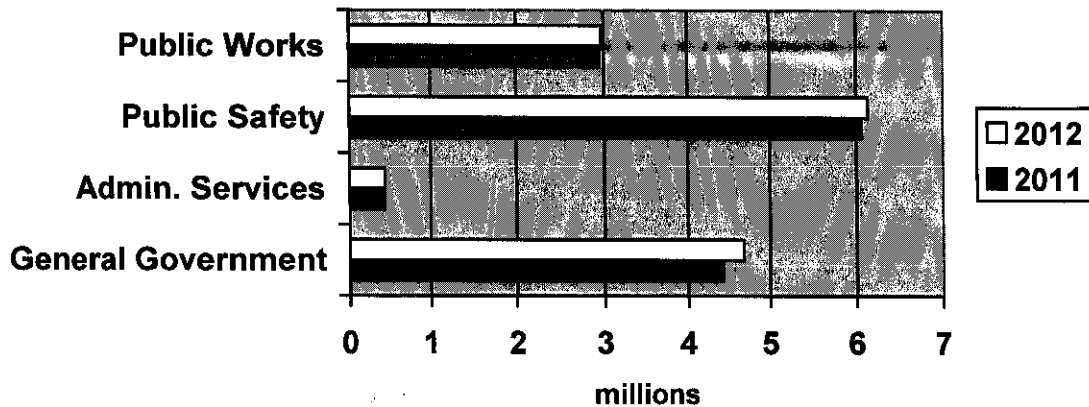 Public Works
Public Safety
Admin. Services
General Government
0 1 2 3 4 5 6 7
millions
2012
2011